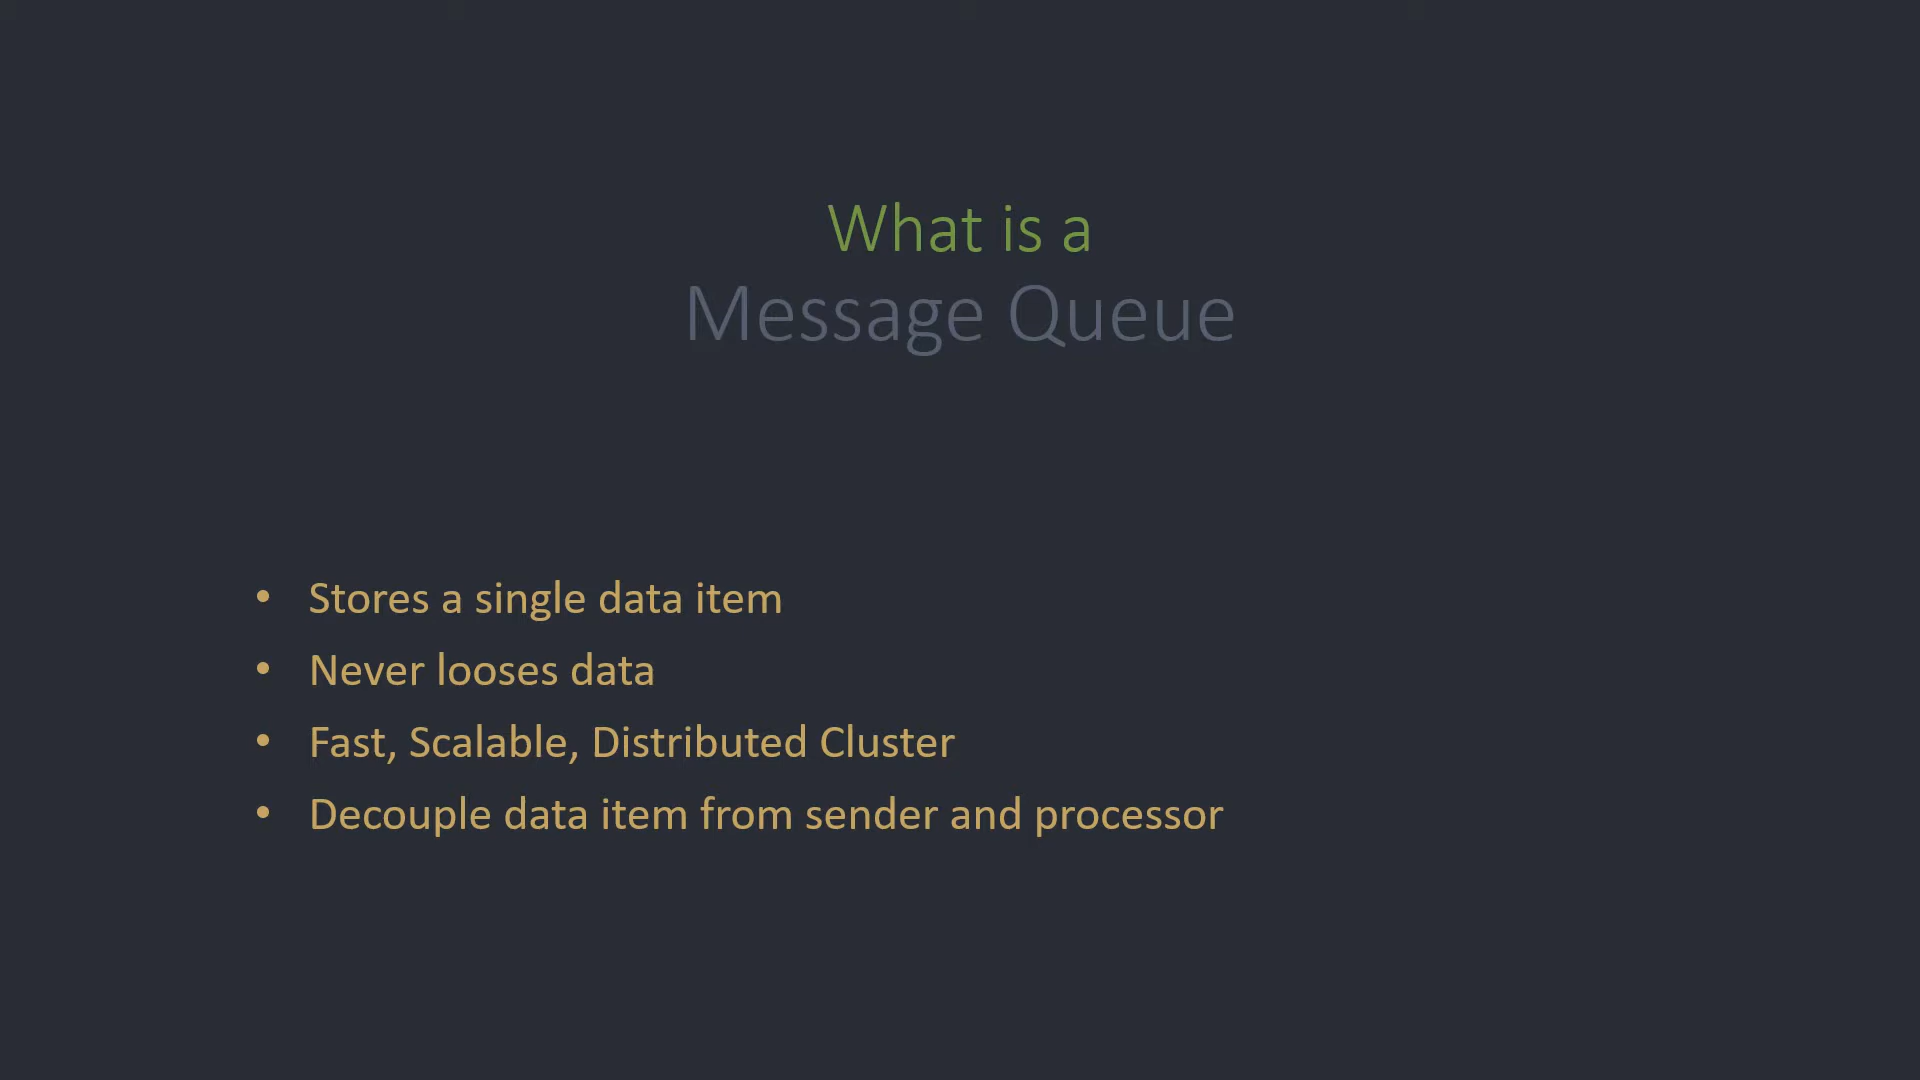 What is a
Message Queue
• Stores a single data item
• Never looses data
• Fast, Scalable, Distributed Cluster
• Decouple data item from sender and processor